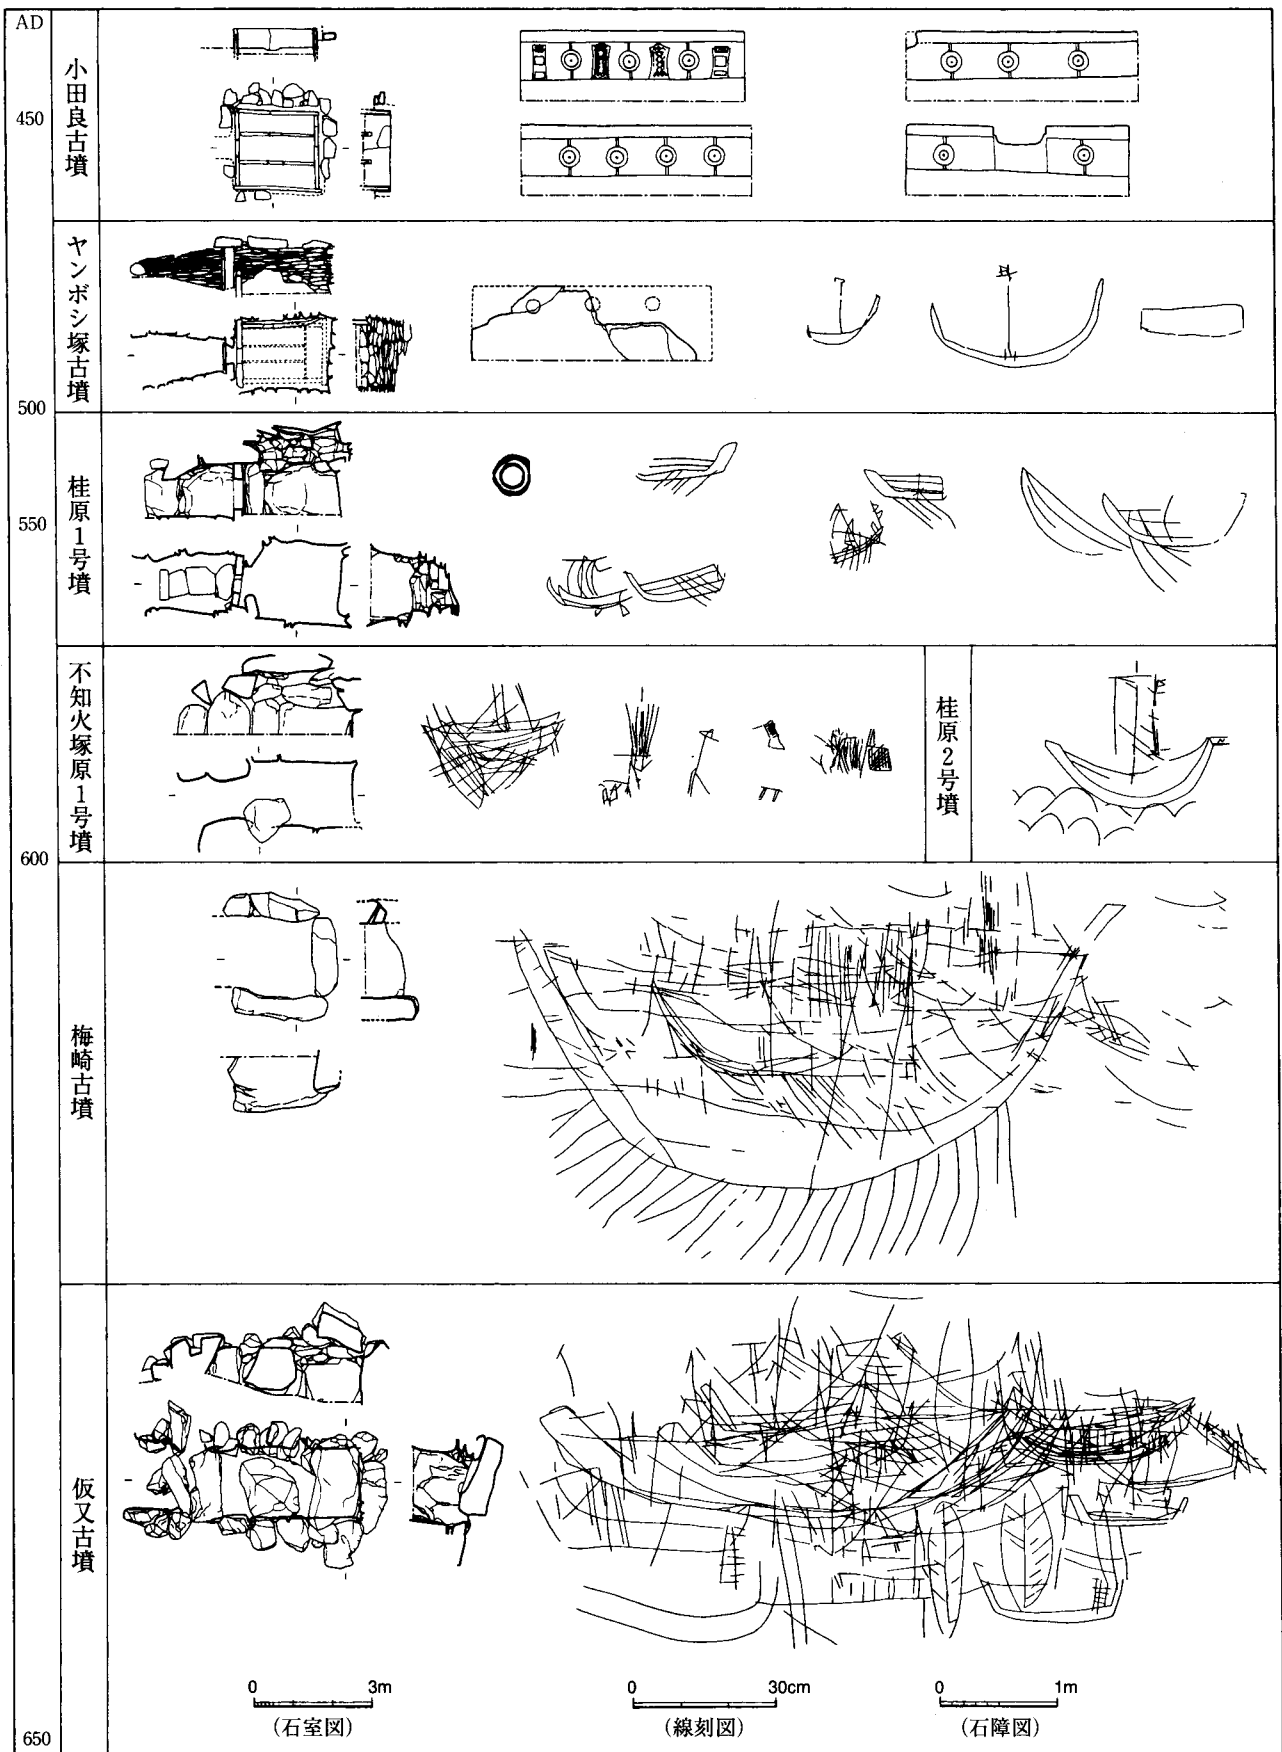 AD
小田良古墳
450
ヤンボシ塚古墳
500
桂原1号墳
550
不知火塚原1号墳
桂原2号墳
600
梅崎古墳
仮又古墳
0 3m
(石室図)
0 30cm
(線刻図)
0 1m
(石障図)
650